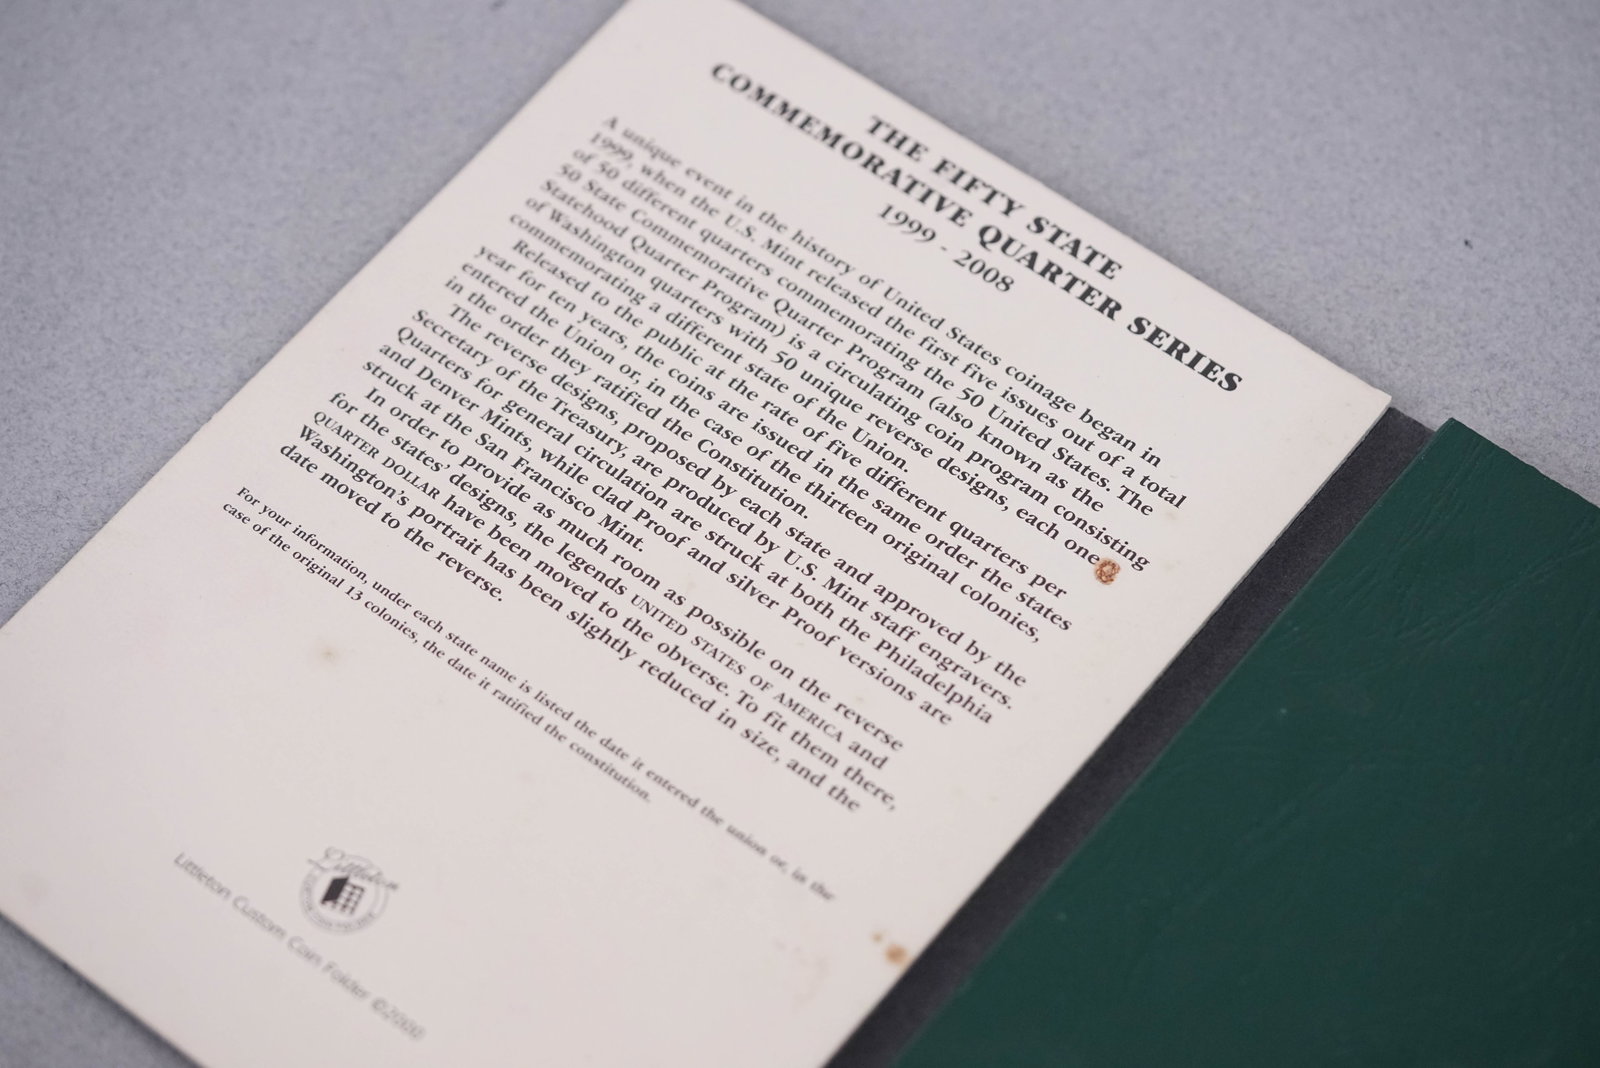 THE FIFTY STATE
COMMEMORATIVE QUARTER SERIES
1999 - 2008
A unique event in the history of United States coinage began in
1999, when the U.S. Mint released the first five issues out of a total
of 50 different quarters commemorating the 50 United States. The
50 State Commemorative Quarter Program (also known as the
Statehood Quarter Program) is a circulating coin program consisting
of Washington quarters with 50 unique reverse designs, each one
commemorating a different state of the Union.
Released to the public at the rate of five different quarters per
year for ten years, the coins are issued in the same order the states
entered the Union or, in the case of the thirteen original colonies,
in the order they ratified the Constitution.
The reverse designs, proposed by each state and approved by the
Secretary of the Treasury, are produced by U.S. Mint staff engravers.
Quarters for general circulation are struck at both the Philadelphia
and Denver Mints, while clad Proof and silver Proof versions are
struck at the San Francisco Mint.
In order to provide as much room as possible on the reverse
for the states' designs, the legends UNITED STATES OF AMERICA and
QUARTER DOLLAR have been moved to the obverse. To fit them there,
Washington's portrait has been slightly reduced in size, and the
date moved to the reverse.
For your information, under each state name is listed the date it entered the union or, in the
case of the original 13 colonies, the date it ratified the constitution.
Littleton
Littleton Custom Coin Folder ©2000